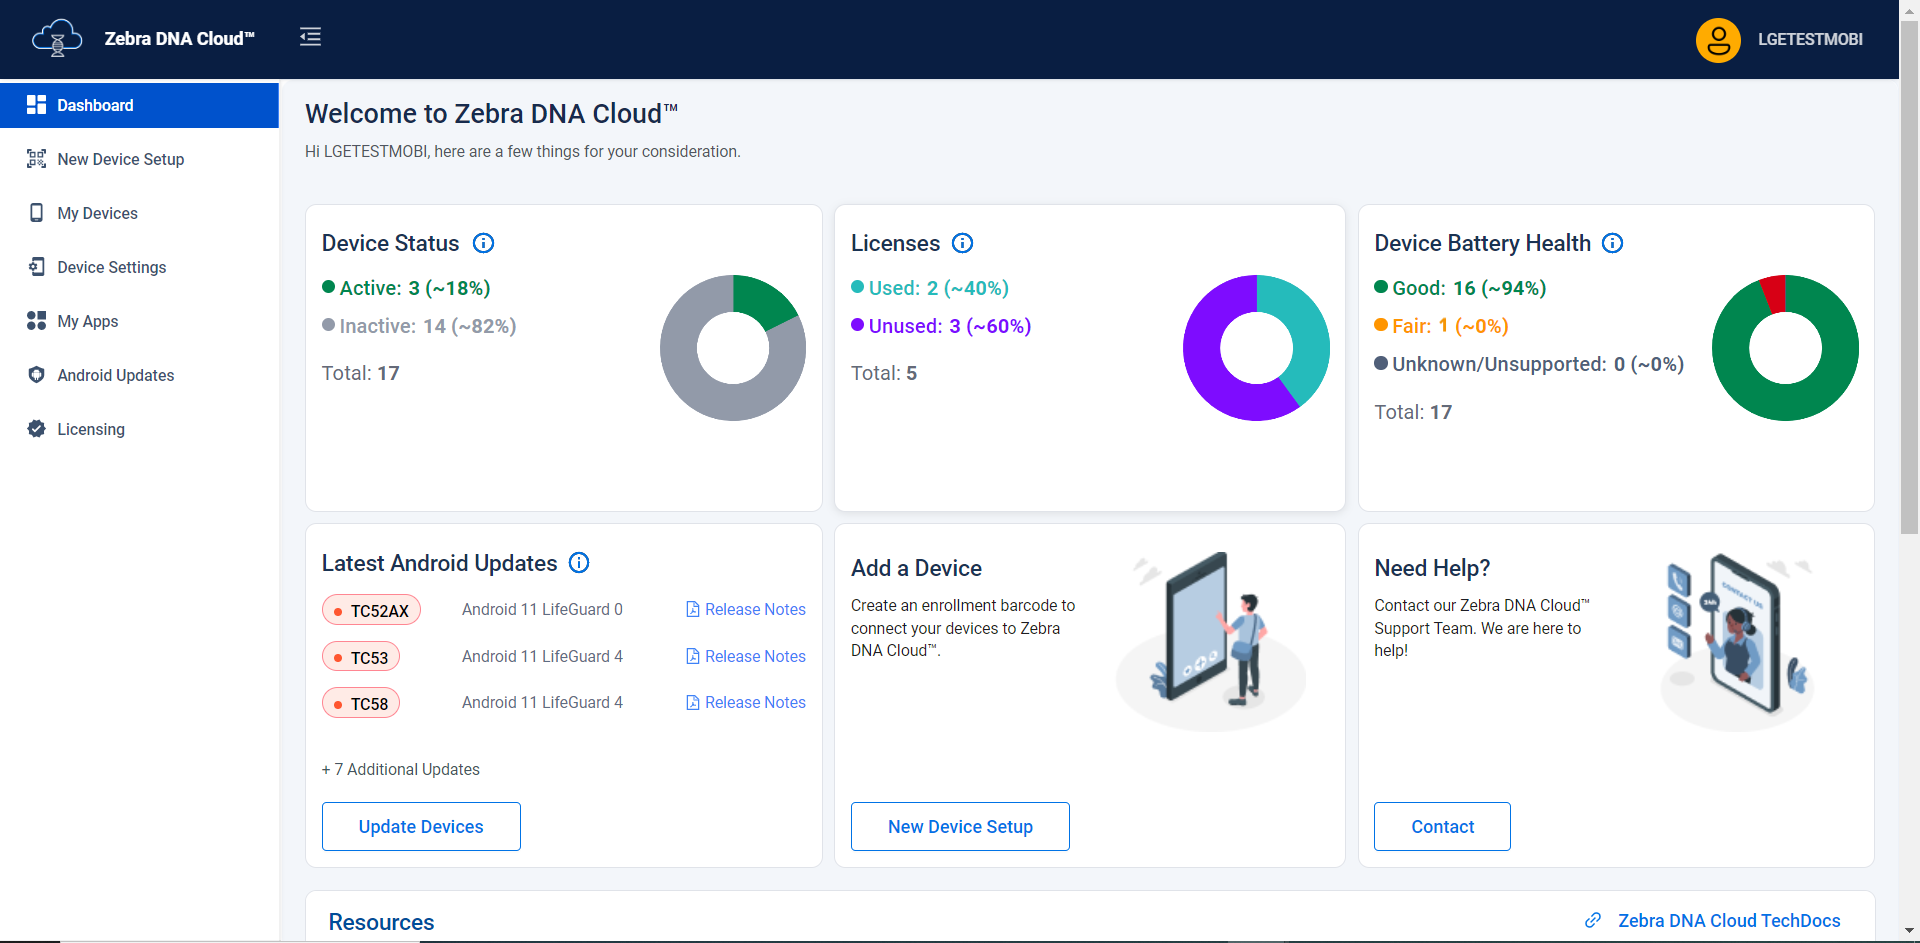 Zebra DNA Cloud™
LGETESTMOBI
Dashboard
New Device Setup
My Devices
Device Settings
My Apps
Android Updates
Licensing
Welcome to Zebra DNA Cloud™
Hi LGETESTMOBI, here are a few things for your consideration.
Device Status
Active: 3 (~18%)
Inactive: 14 (~82%)
Total: 17
Licenses
Used: 2 (~40%)
Unused: 3 (~60%)
Total: 5
Device Battery Health
Good: 16 (~94%)
Fair: 1 (~0%)
Unknown/Unsupported: 0 (~0%)
Total: 17
Latest Android Updates
TC52AX Android 11 LifeGuard 0 Release Notes
TC53 Android 11 LifeGuard 4 Release Notes
TC58 Android 11 LifeGuard 4 Release Notes
+ 7 Additional Updates
Update Devices
Add a Device
Create an enrollment barcode to
connect your devices to Zebra
DNA Cloud™.
New Device Setup
Need Help?
Contact our Zebra DNA Cloud™
Support Team. We are here to
help!
CONTACT US
24h
Contact
Resources
Zebra DNA Cloud TechDocs